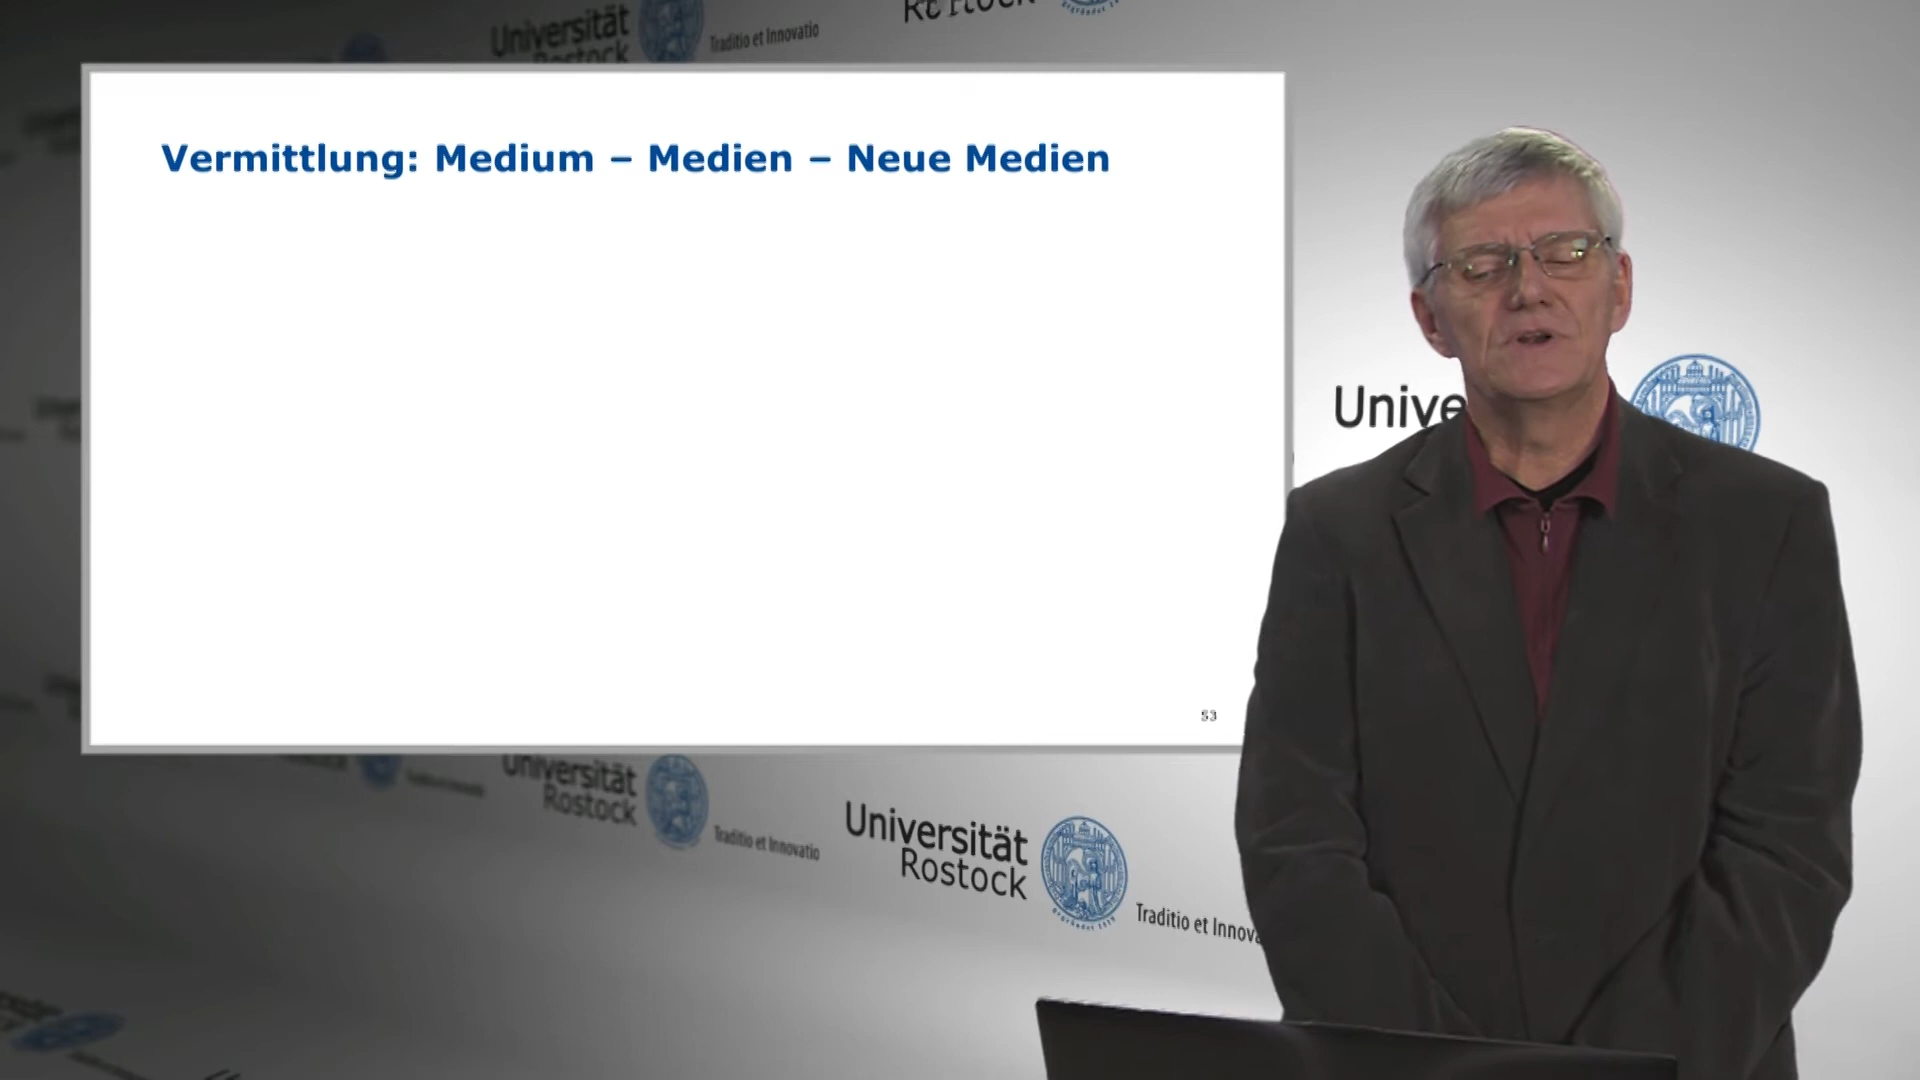 Universität
Rostock
Traditio et Innovatio
Rostock
Vermittlung: Medium – Medien – Neue Medien
Unive
53
Universität
Rostock
Traditio et Innovatio
Universität
Rostock
Traditio et Innova